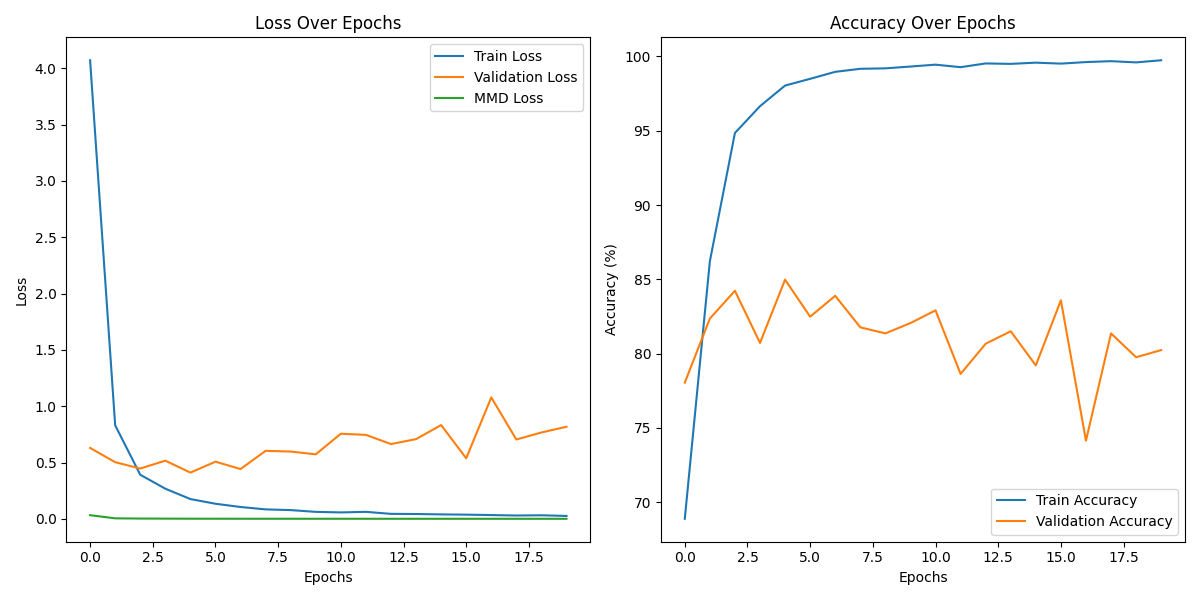 Loss Over Epochs
4.0
3.5
3.0
2.5
2.0
1.5
1.0
0.5
0.0
Loss
Train Loss
Validation Loss
MMD Loss
0.0 2.5 5.0 7.5 10.0 12.5 15.0 17.5
Epochs
Accuracy Over Epochs
100
95
90
85
80
75
70
Accuracy (%)
Train Accuracy
Validation Accuracy
0.0 2.5 5.0 7.5 10.0 12.5 15.0 17.5
Epochs